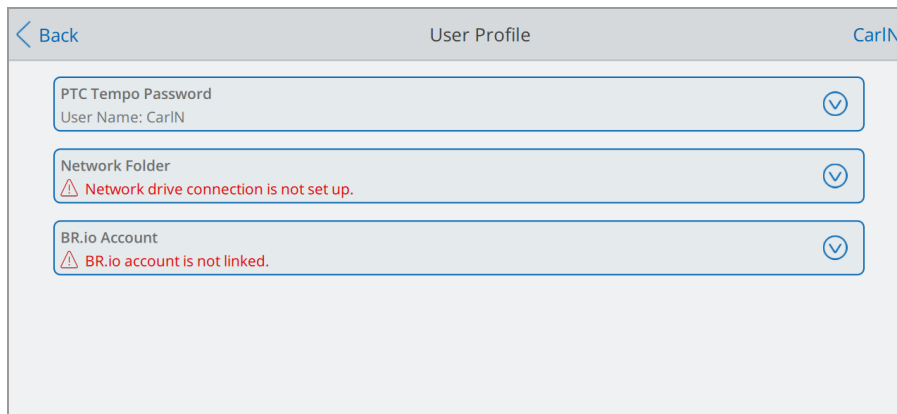 Back
User Profile
CarlN
PTC Tempo Password
User Name: CarlN
Network Folder
Network drive connection is not set up.
BR.io Account
BR.io account is not linked.